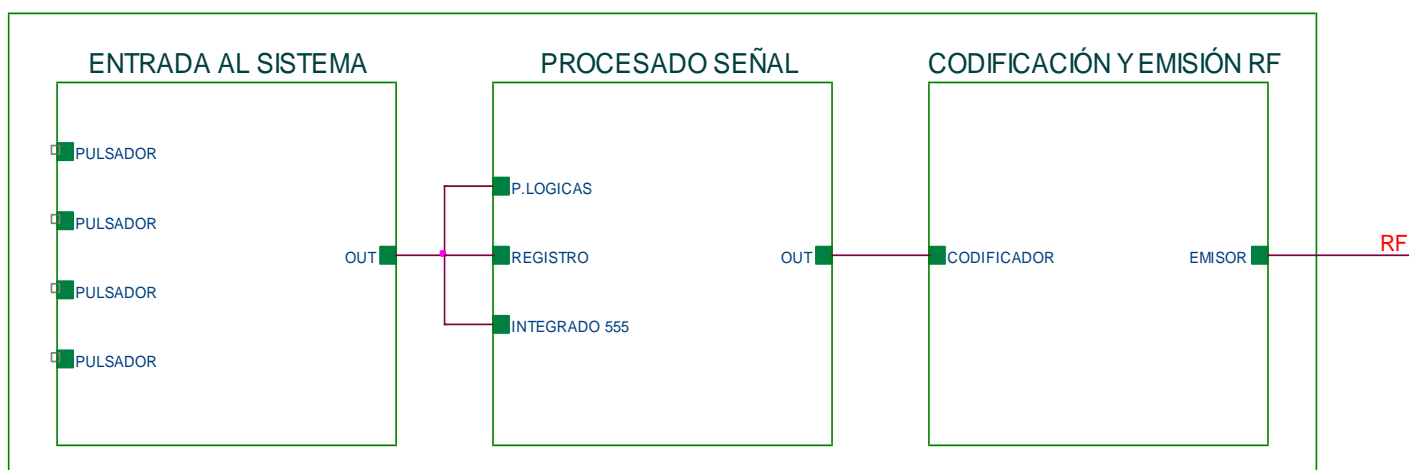 ENTRADA AL SISTEMA
PULSADOR
PULSADOR
PULSADOR
PULSADOR
OUT
PROCESADO SEÑAL
P.LOGICAS
REGISTRO
INTEGRADO 555
OUT
CODIFICACIÓN Y EMISIÓN RF
CODIFICADOR
EMISOR
RF